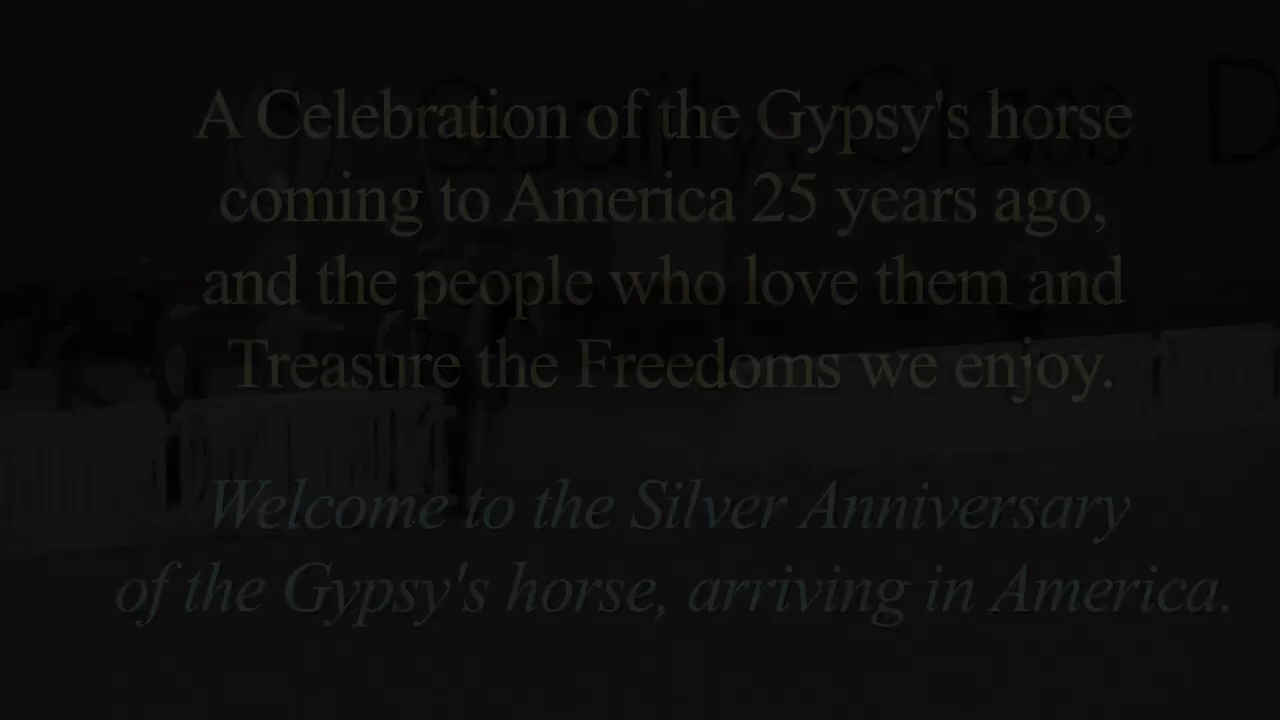 A Celebration of the Gypsy's horse
coming to America 25 years ago,
and the people who love them and
Treasure the Freedoms we enjoy.
Welcome to the Silver Anniversary
of the Gypsy's horse, arriving in America.